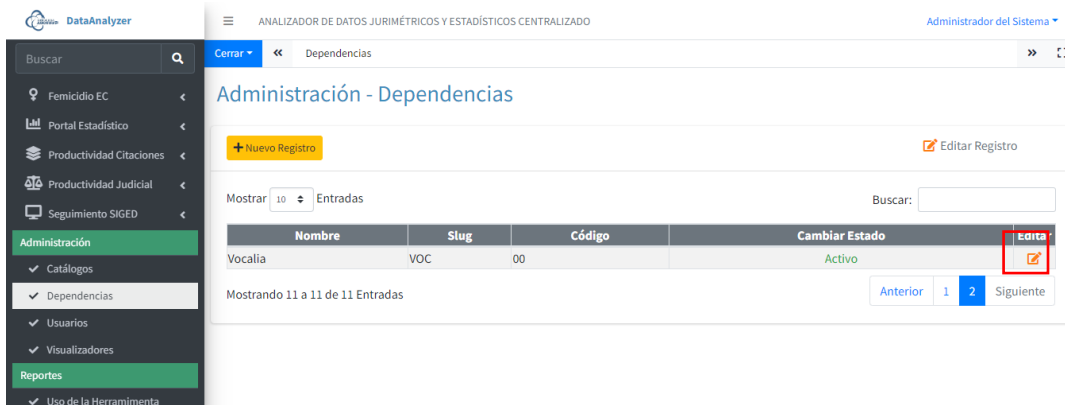 DataAnalyzer
ANALIZADOR DE DATOS JURIMÉTRICOS Y ESTADÍSTICOS CENTRALIZADO
Administrador del Sistema
Buscar
Cerrar
Dependencias
Femicidio EC
Portal Estadístico
Productividad Citaciones
Productividad Judicial
Seguimiento SIGED
Administración
Catálogos
Dependencias
Usuarios
Visualizadores
Reportes
Uso de la Herramimenta
Administración - Dependencias
Nuevo Registro
Editar Registro
Mostrar 10 Entradas
Buscar:
Nombre Slug Código Cambiar Estado Editar
Vocalia VOC 00 Activo
Mostrando 11 a 11 de 11 Entradas
Anterior 1 2 Siguiente